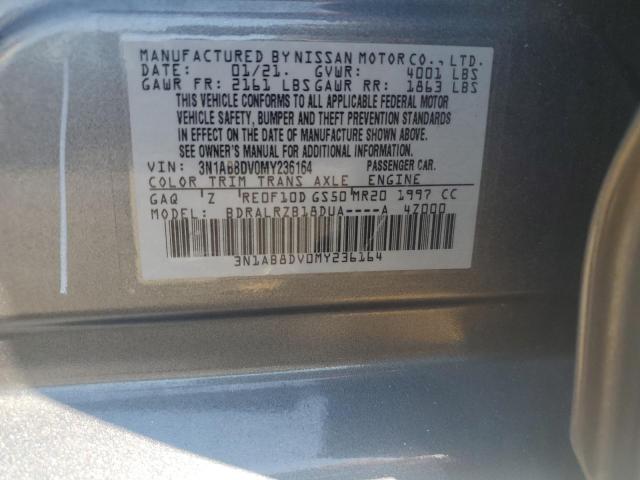 MANUFACTURED BY NISSAN MOTOR CO., LTD.
DATE: 01/21. GVWR: 4001 LBS
GAWR FR: 2161 LBS GAWR RR: 1863 LBS
THIS VEHICLE CONFORMS TO ALL APPLICABLE FEDERAL MOTOR
VEHICLE SAFETY, BUMPER AND THEFT PREVENTION STANDARDS
IN EFFECT ON THE DATE OF MANUFACTURE SHOWN ABOVE.
SEE OWNER'S MANUAL FOR ADDITIONAL INFORMATION.
VIN: 3N1AB8DV0MY236164 PASSENGER CAR.
COLOR TRIM TRANS AXLE ENGINE
GAQ Z RE0F10D GS50 MR20 1997 CC
MODEL: BDRALRZB18DUA----A 4Z000
3N1AB8DV0MY236164